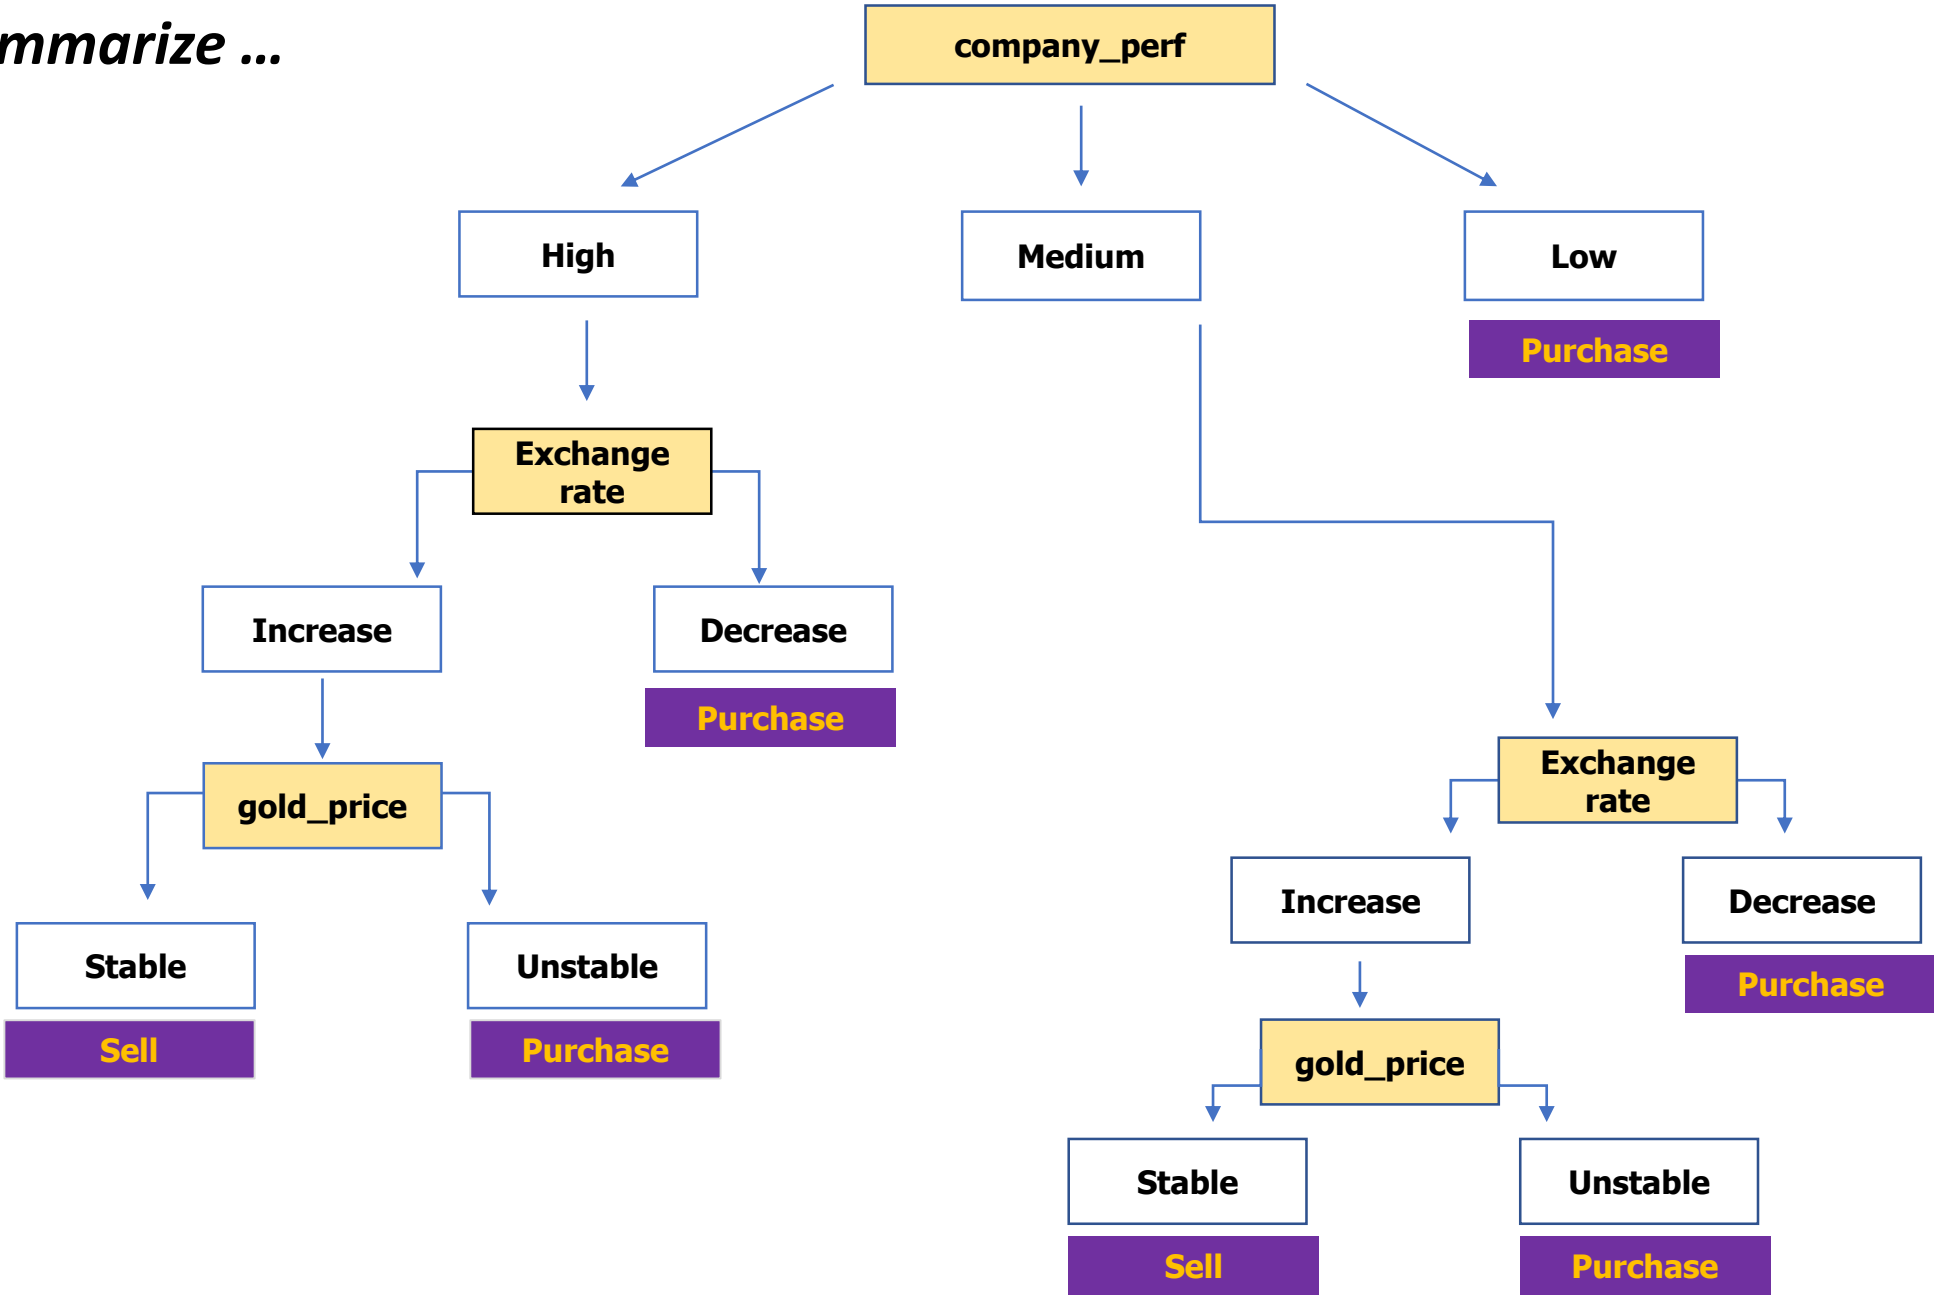 mmarize ...
company_perf
High
Medium
Low
Purchase
Exchange
rate
Increase
Decrease
Purchase
gold_price
Stable
Unstable
Sell
Purchase
Exchange
rate
Increase
Decrease
Purchase
gold_price
Stable
Unstable
Sell
Purchase